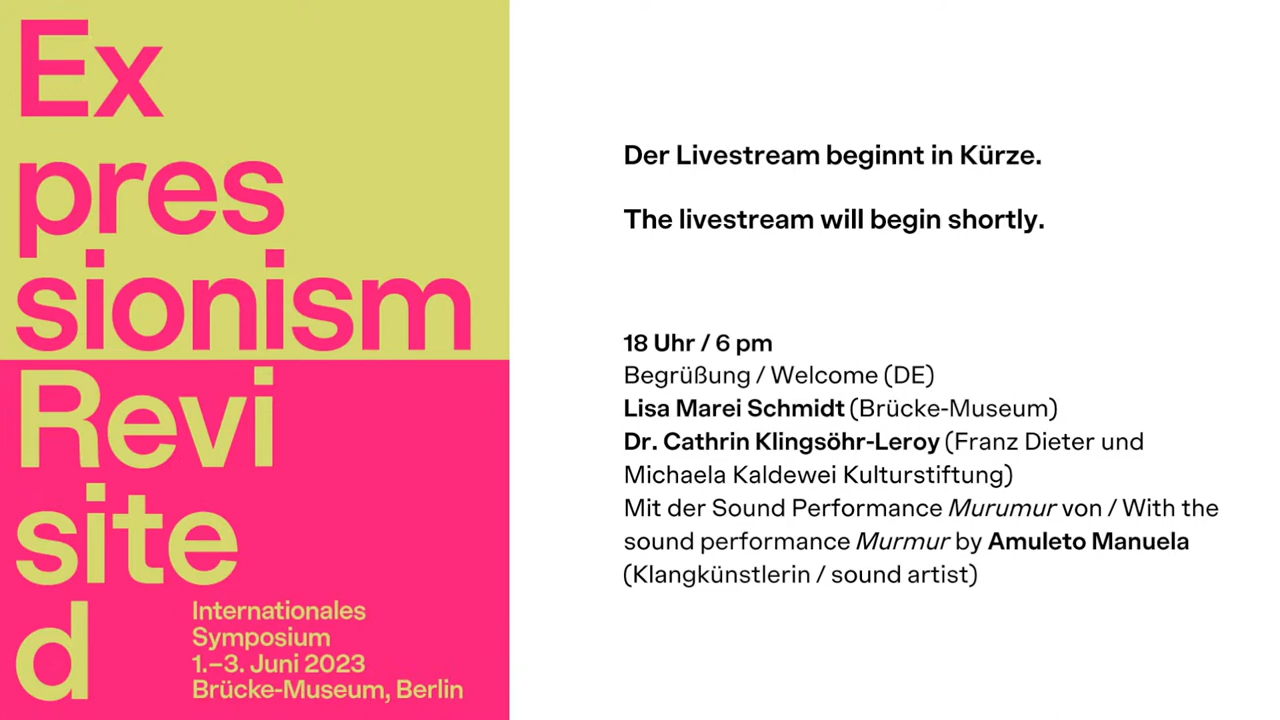 Ex
pres
sionism
Revi
site
d
Internationales
Symposium
1.–3. Juni 2023
Brücke-Museum, Berlin
Der Livestream beginnt in Kürze.
The livestream will begin shortly.
18 Uhr / 6 pm
Begrüßung / Welcome (DE)
Lisa Marei Schmidt (Brücke-Museum)
Dr. Cathrin Klingsöhr-Leroy (Franz Dieter und
Michaela Kaldewei Kulturstiftung)
Mit der Sound Performance Murumur von / With the
sound performance Murmur by Amuleto Manuela
(Klangkünstlerin / sound artist)